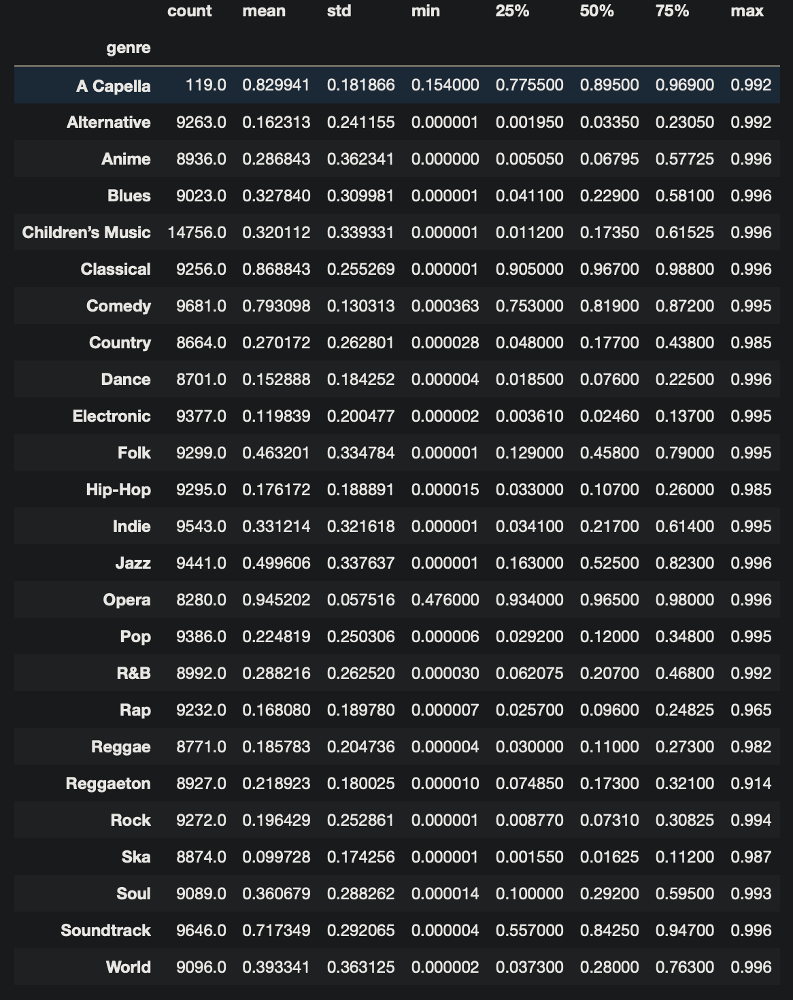 count mean std min 25% 50% 75% max
genre
A Capella 119.0 0.829941 0.181866 0.154000 0.775500 0.89500 0.96900 0.992
Alternative 9263.0 0.162313 0.241155 0.000001 0.001950 0.03350 0.23050 0.992
Anime 8936.0 0.286843 0.362341 0.000000 0.005050 0.06795 0.57725 0.996
Blues 9023.0 0.327840 0.309981 0.000001 0.041100 0.22900 0.58100 0.996
Children’s Music 14756.0 0.320112 0.339331 0.000001 0.011200 0.17350 0.61525 0.996
Classical 9256.0 0.868843 0.255269 0.000001 0.905000 0.96700 0.98800 0.996
Comedy 9681.0 0.793098 0.130313 0.000363 0.753000 0.81900 0.87200 0.995
Country 8664.0 0.270172 0.262801 0.000028 0.048000 0.17700 0.43800 0.985
Dance 8701.0 0.152888 0.184252 0.000004 0.018500 0.07600 0.22500 0.996
Electronic 9377.0 0.119839 0.200477 0.000002 0.003610 0.02460 0.13700 0.995
Folk 9299.0 0.463201 0.334784 0.000001 0.129000 0.45800 0.79000 0.995
Hip-Hop 9295.0 0.176172 0.188891 0.000015 0.033000 0.10700 0.26000 0.985
Indie 9543.0 0.331214 0.321618 0.000001 0.034100 0.21700 0.61400 0.995
Jazz 9441.0 0.499606 0.337637 0.000001 0.163000 0.52500 0.82300 0.996
Opera 8280.0 0.945202 0.057516 0.476000 0.934000 0.96500 0.98000 0.996
Pop 9386.0 0.224819 0.250306 0.000006 0.029200 0.12000 0.34800 0.995
R&B 8992.0 0.288216 0.262520 0.000030 0.062075 0.20700 0.46800 0.992
Rap 9232.0 0.168080 0.189780 0.000007 0.025700 0.09600 0.24825 0.965
Reggae 8771.0 0.185783 0.204736 0.000004 0.030000 0.11000 0.27300 0.982
Reggaeton 8927.0 0.218923 0.180025 0.000010 0.074850 0.17300 0.32100 0.914
Rock 9272.0 0.196429 0.252861 0.000001 0.008770 0.07310 0.30825 0.994
Ska 8874.0 0.099728 0.174256 0.000001 0.001550 0.01625 0.11200 0.987
Soul 9089.0 0.360679 0.288262 0.000014 0.100000 0.29200 0.59500 0.993
Soundtrack 9646.0 0.717349 0.292065 0.000004 0.557000 0.84250 0.94700 0.996
World 9096.0 0.393341 0.363125 0.000002 0.037300 0.28000 0.76300 0.996